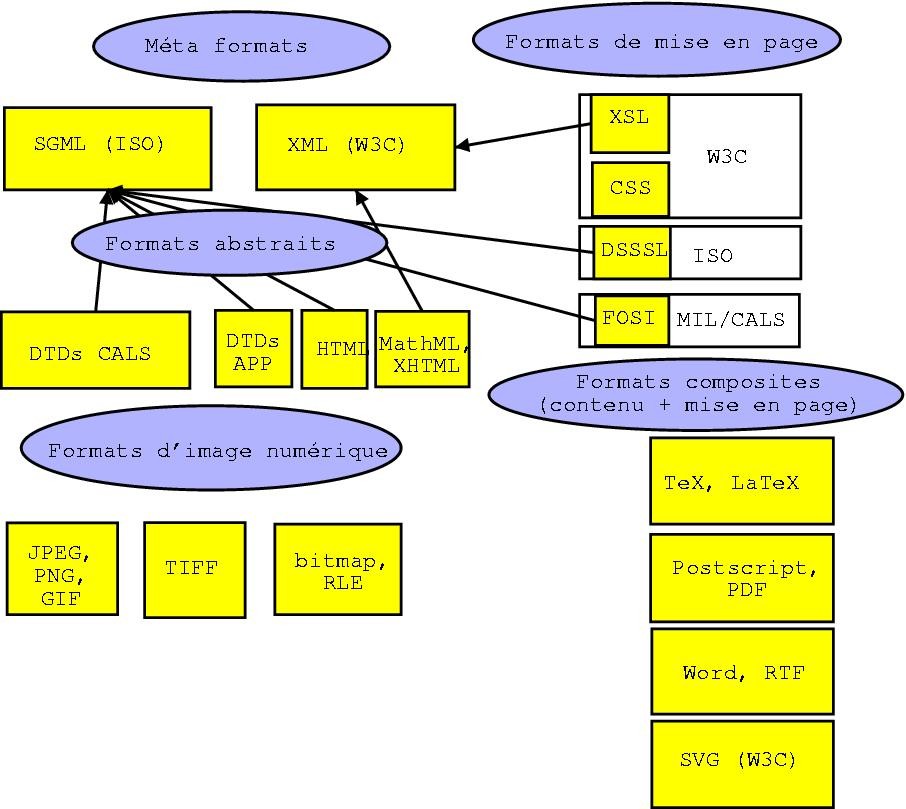 Méta formats
Formats de mise en page
SGML (ISO)
XML (W3C)
XSL
W3C
CSS
Formats abstraits
DSSSL
ISO
FOSI
MIL/CALS
DTDs CALS
DTDs
APP
HTML
MathML,
XHTML
Formats composites
(contenu + mise en page)
Formats d'image numérique
TeX, LaTeX
JPEG,
PNG,
GIF
TIFF
bitmap,
RLE
Postscript,
PDF
Word, RTF
SVG (W3C)